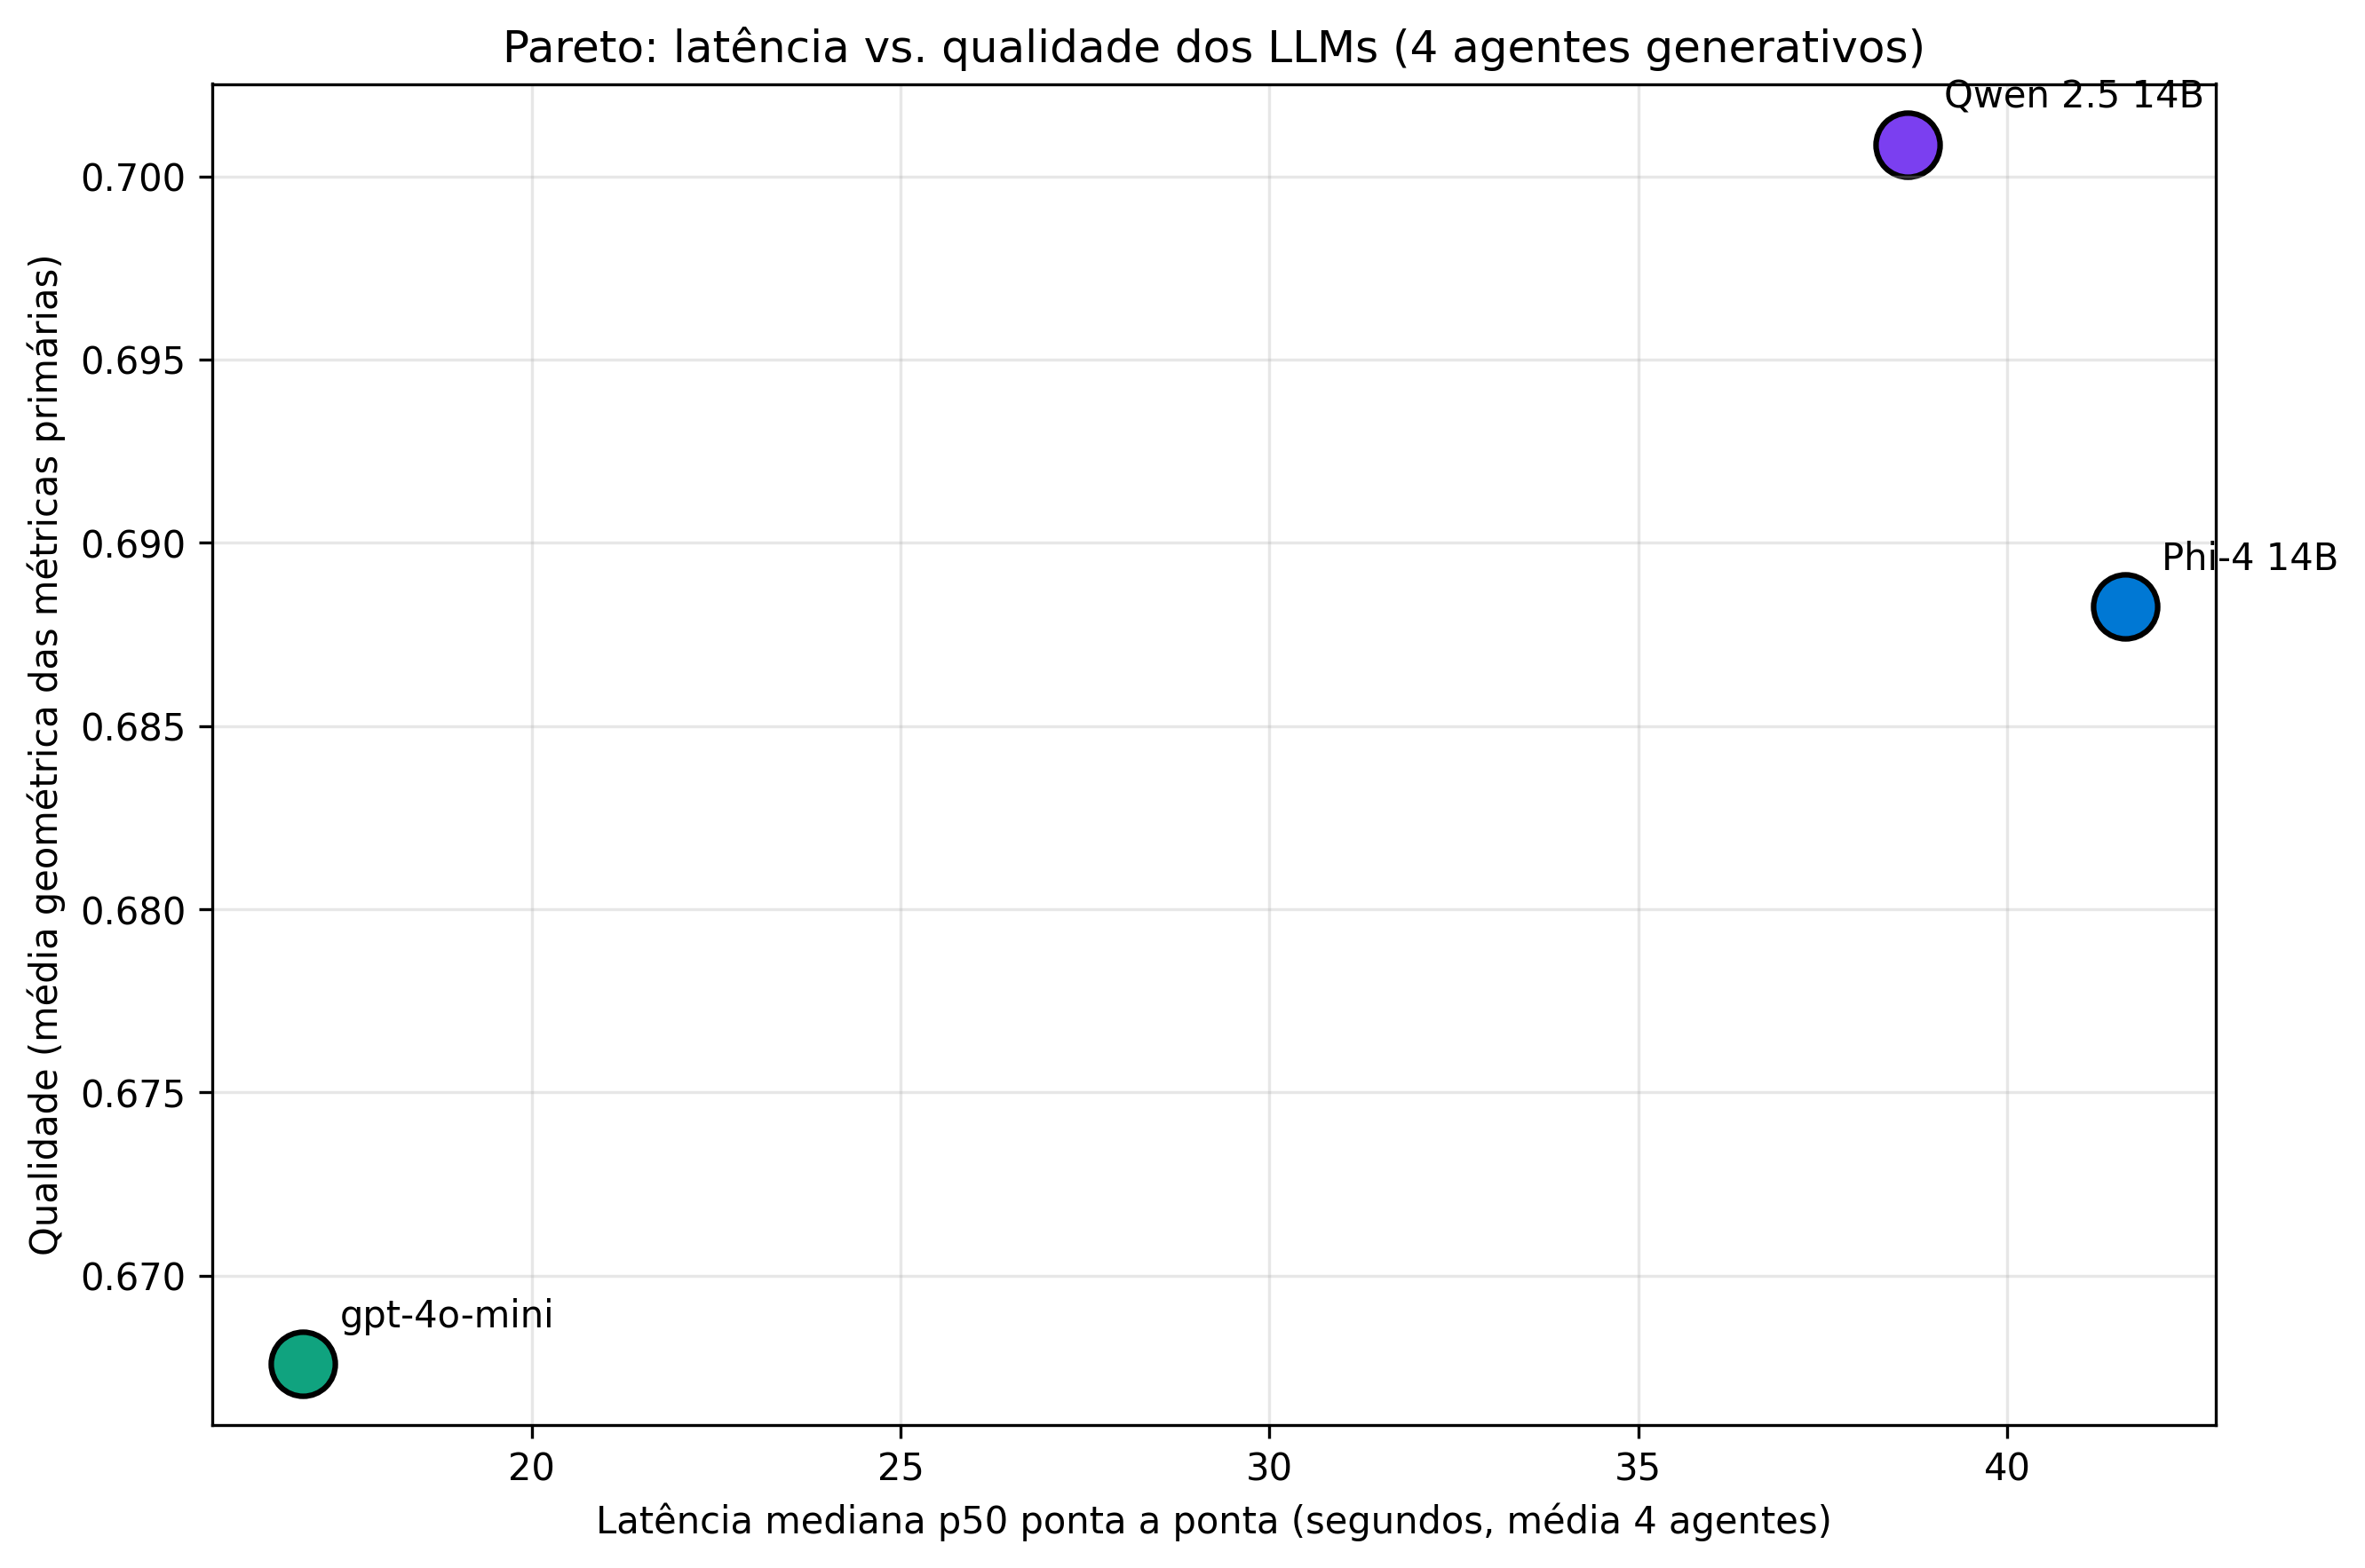 Pareto: latência vs. qualidade dos LLMs (4 agentes generativos)
Qwen 2.5 14B
Phi-4 14B
gpt-4o-mini
Qualidade (média geométrica das métricas primárias)
0.700
0.695
0.690
0.685
0.680
0.675
0.670
20
25
30
35
40
Latência mediana p50 ponta a ponta (segundos, média 4 agentes)